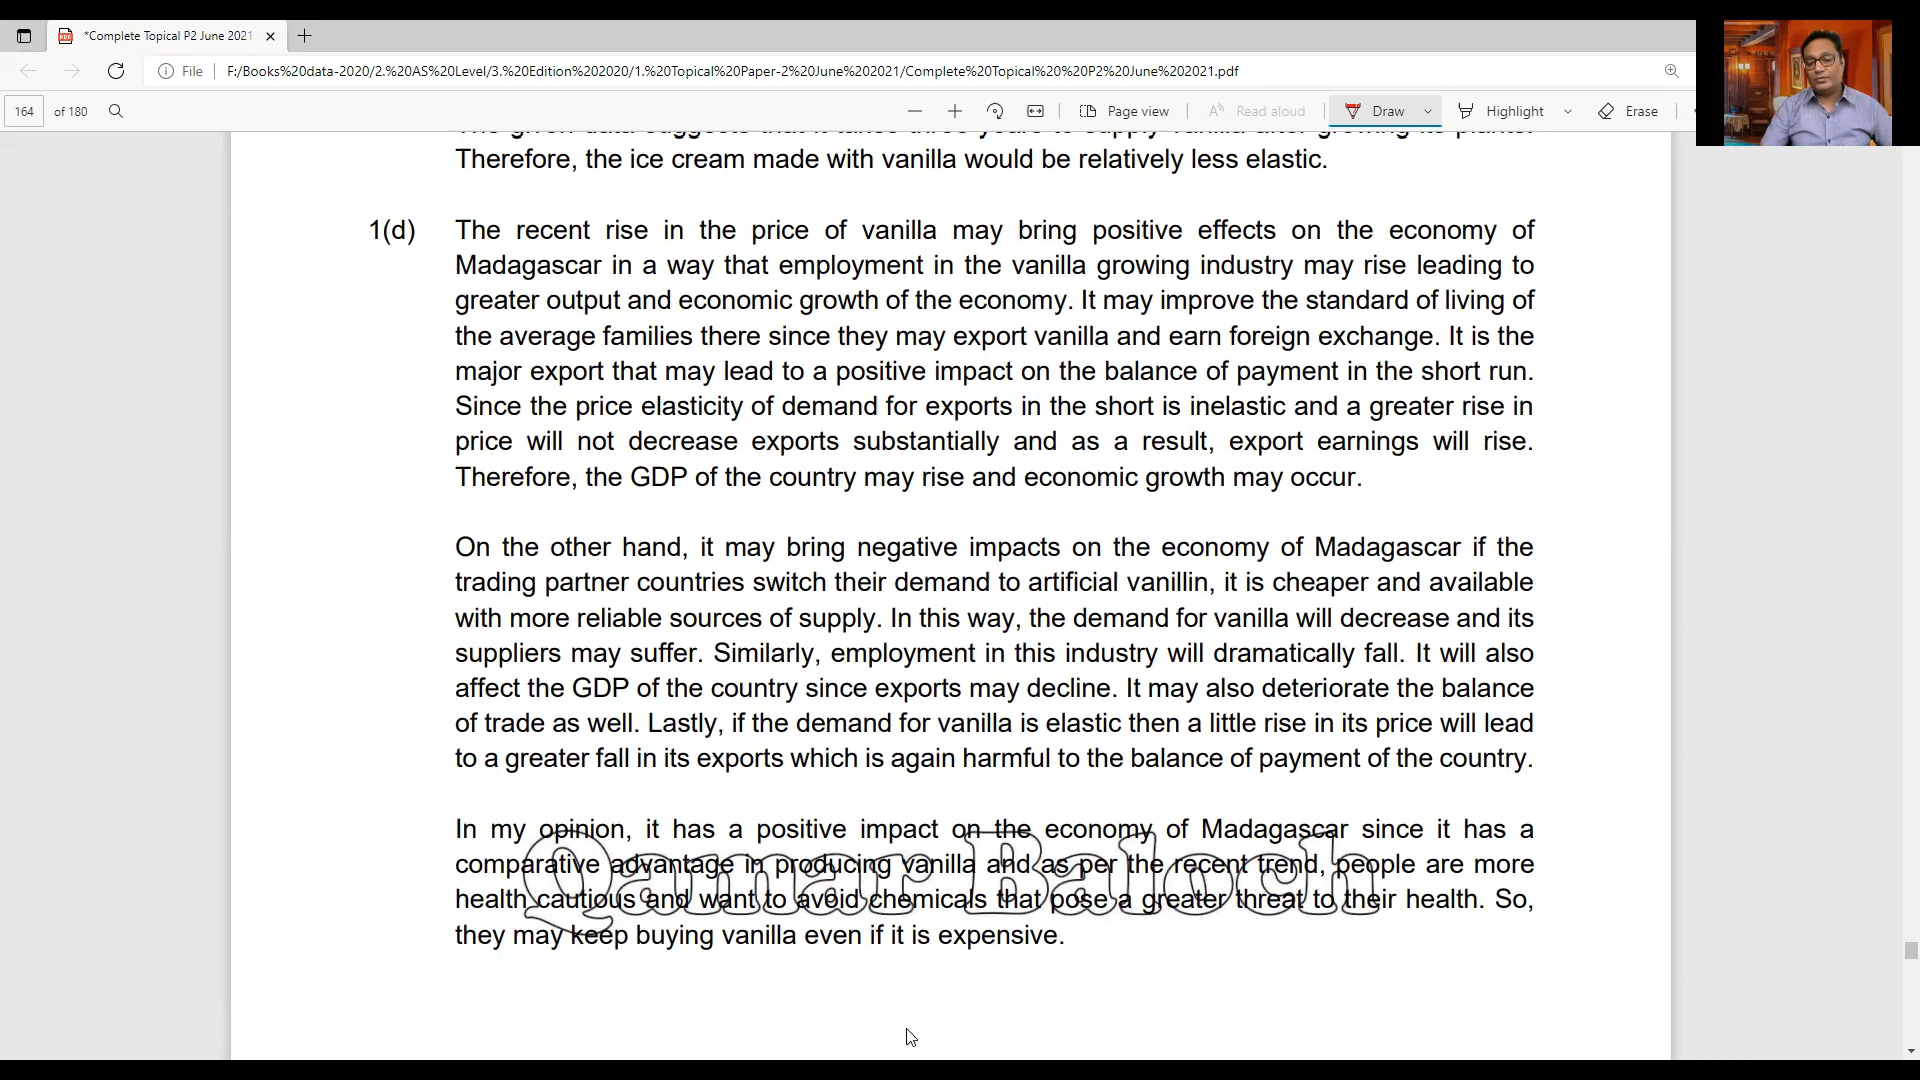 *Complete Topical P2 June 2021
File F:/Books%20data-2020/2.%20AS%20Level/3.%20Edition%202020/1.%20Topical%20Paper-2%20June%202021/Complete%20Topical%20%20P2%20June%202021.pdf
164 of 180 Page view Read aloud Draw Highlight Erase
The given data suggests that it takes three years to supply vanilla after growing its plants.
Therefore, the ice cream made with vanilla would be relatively less elastic.
1(d) The recent rise in the price of vanilla may bring positive effects on the economy of
Madagascar in a way that employment in the vanilla growing industry may rise leading to
greater output and economic growth of the economy. It may improve the standard of living of
the average families there since they may export vanilla and earn foreign exchange. It is the
major export that may lead to a positive impact on the balance of payment in the short run.
Since the price elasticity of demand for exports in the short is inelastic and a greater rise in
price will not decrease exports substantially and as a result, export earnings will rise.
Therefore, the GDP of the country may rise and economic growth may occur.
On the other hand, it may bring negative impacts on the economy of Madagascar if the
trading partner countries switch their demand to artificial vanillin, it is cheaper and available
with more reliable sources of supply. In this way, the demand for vanilla will decrease and its
suppliers may suffer. Similarly, employment in this industry will dramatically fall. It will also
affect the GDP of the country since exports may decline. It may also deteriorate the balance
of trade as well. Lastly, if the demand for vanilla is elastic then a little rise in its price will lead
to a greater fall in its exports which is again harmful to the balance of payment of the country.
In my opinion, it has a positive impact on the economy of Madagascar since it has a
comparative advantage in producing vanilla and as per the recent trend, people are more
health cautious and want to avoid chemicals that pose a greater threat to their health. So,
they may keep buying vanilla even if it is expensive.
Qamar Baloch